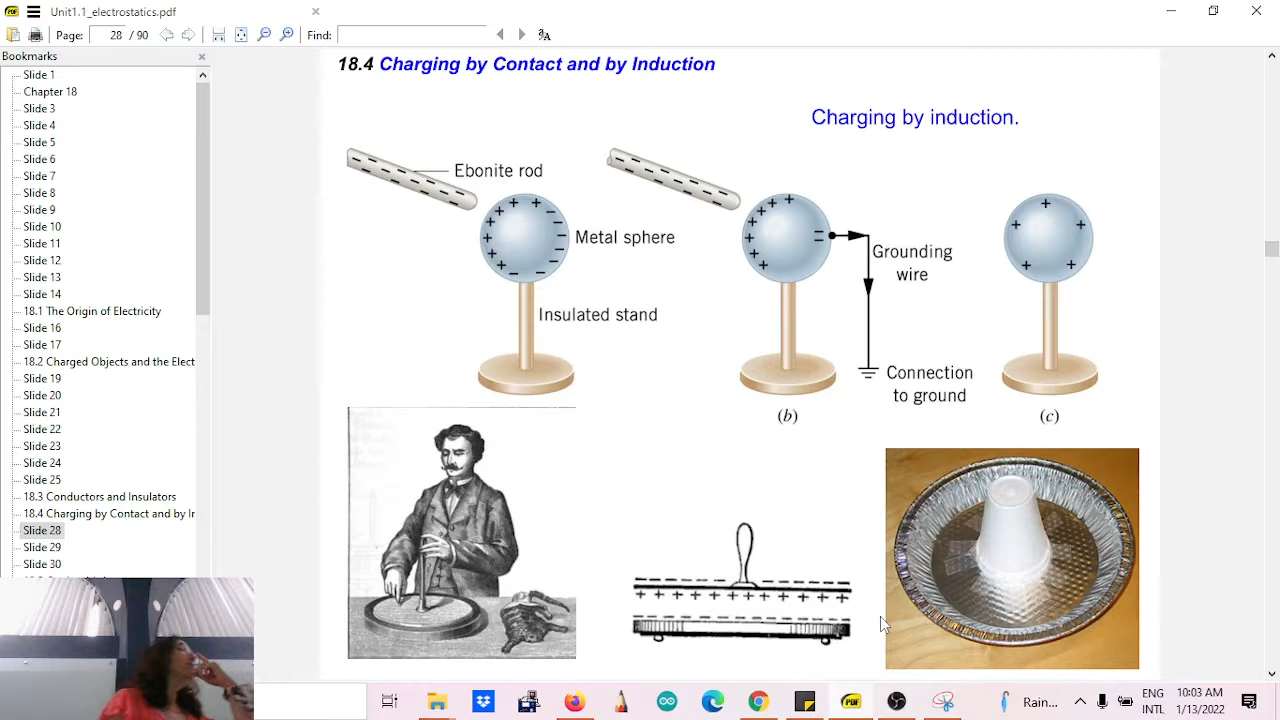 Unit1.1_electrostatics.pdf
Page: 28 / 90 Find:
Bookmarks
Slide 1
Chapter 18
Slide 3
Slide 4
Slide 5
Slide 6
Slide 7
Slide 8
Slide 9
Slide 10
Slide 11
Slide 12
Slide 13
Slide 14
18.1 The Origin of Electricity
Slide 16
Slide 17
18.2 Charged Objects and the Elect
Slide 19
Slide 20
Slide 21
Slide 22
Slide 23
Slide 24
Slide 25
18.3 Conductors and Insulators
18.4 Charging by Contact and by In
Slide 28
Slide 29
Slide 30
18.4 Charging by Contact and by Induction
Charging by induction.
Ebonite rod
Metal sphere
Insulated stand
Grounding
wire
Connection
to ground
(b)
(c)
Rain...
ENG
INTL
8:03 AM
1/13/2022